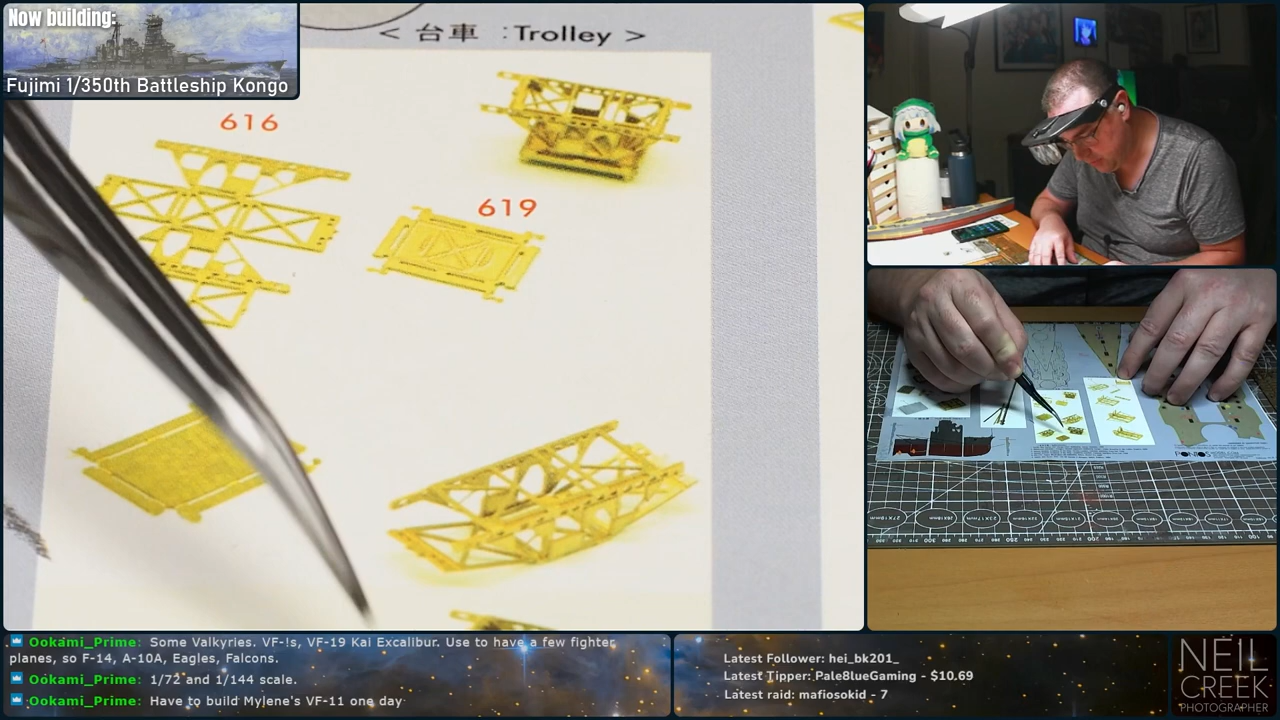 Now building:
Fujimi 1/350th Battleship Kongo
< 台車 :Trolley >
616
619
Ookami_Prime: Some Valkyries. VF-!s, VF-19 Kai Excalibur. Use to have a few fighter
planes, so F-14, A-10A, Eagles, Falcons.
Ookami_Prime: 1/72 and 1/144 scale.
Ookami_Prime: Have to build Mylene's VF-11 one day
Latest Follower: hei_bk201_
Latest Tipper: PaleBlueGaming - $10.69
Latest raid: mafiosokid - 7
NEIL
CREEK
PHOTOGRAPHER